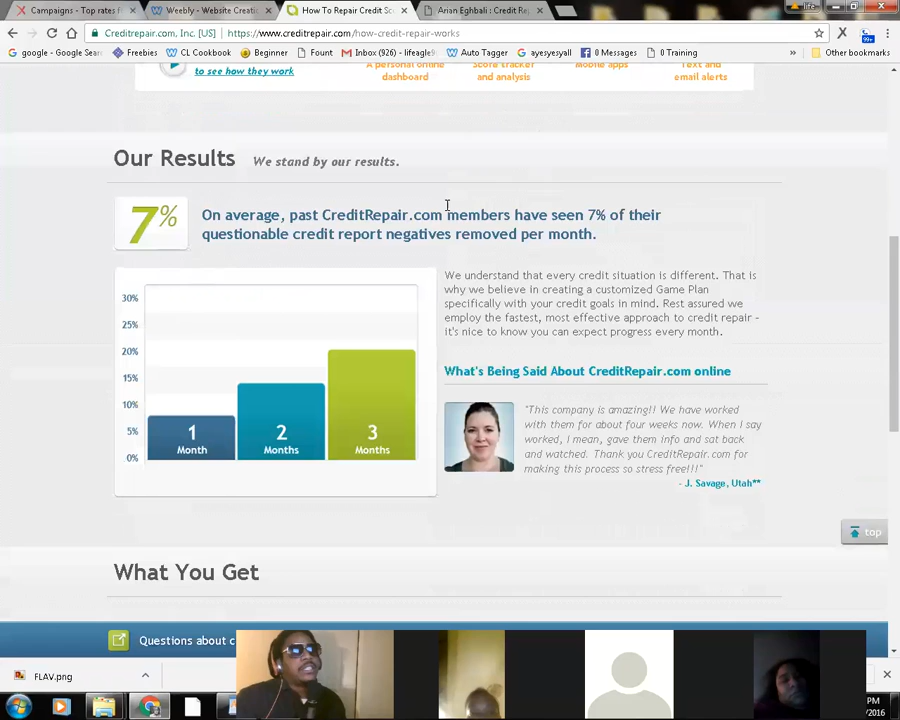 Campaigns - Top rates f
Weebly - Website Creati
How To Repair Credit Sc
Arian Eghbali : Credit Re
life
Creditrepair.com, Inc. [US]
https://www.creditrepair.com/how-credit-repair-works
99+
google - Google Sear
Freebies
CL Cookbook
Beginner
Fount
Inbox (926) - lifeagle9
Auto Tagger
ayesyesyall
0 Messages
0 Training
»
Other bookmarks
to see how they work
A personal online
dashboard
Score tracker
and analysis
Mobile apps
Text and
email alerts
Our Results
We stand by our results.
7%
On average, past CreditRepair.com members have seen 7% of their
questionable credit report negatives removed per month.
30%
25%
20%
15%
10%
5%
0%
1
Month
2
Months
3
Months
We understand that every credit situation is different. That is
why we believe in creating a customized Game Plan
specifically with your credit goals in mind. Rest assured we
employ the fastest, most effective approach to credit repair –
it's nice to know you can expect progress every month.
What's Being Said About CreditRepair.com online
"This company is amazing!! We have worked
with them for about four weeks now. When I say
worked, I mean, gave them info and sat back
and watched. Thank you CreditRepair.com for
making this process so stress free!!!"
- J. Savage, Utah**
top
What You Get
Questions about c
FLAV.png
PM
/2016